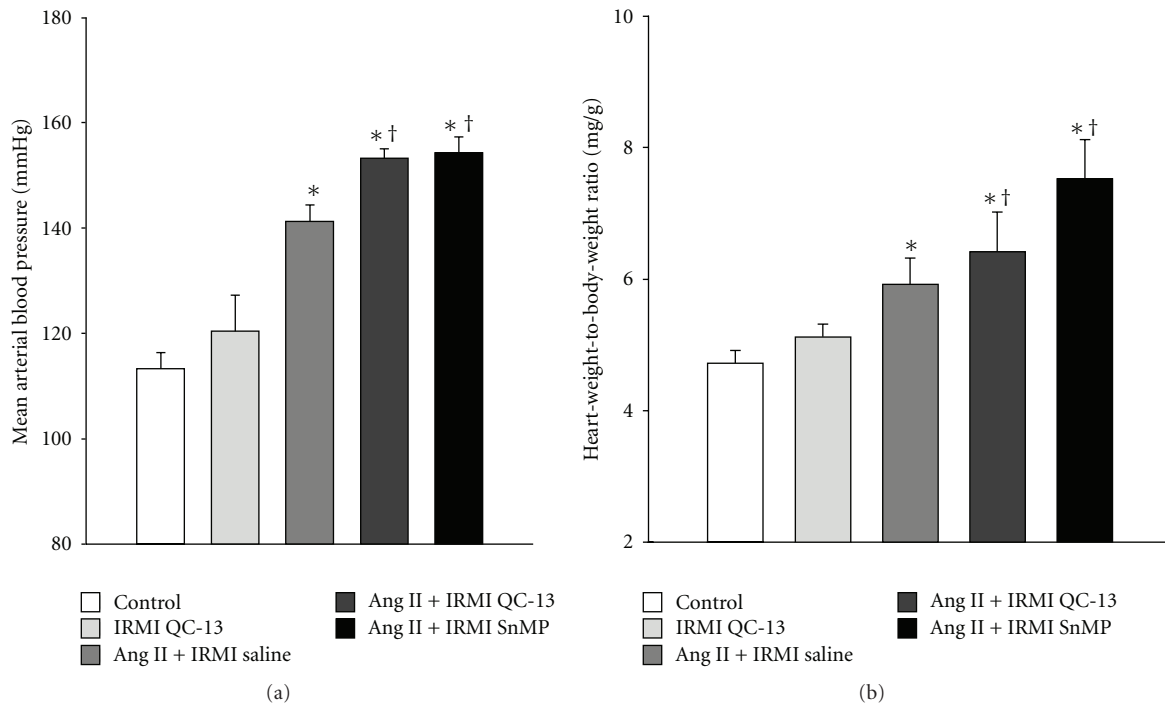 180
160
140
120
100
80
Mean arterial blood pressure (mmHg)
*
* †
* †
Control
IRMI QC-13
Ang II + IRMI saline
Ang II + IRMI QC-13
Ang II + IRMI SnMP
(a)
10
8
6
4
2
Heart-weight-to-body-weight ratio (mg/g)
*
* †
* †
Control
IRMI QC-13
Ang II + IRMI saline
Ang II + IRMI QC-13
Ang II + IRMI SnMP
(b)